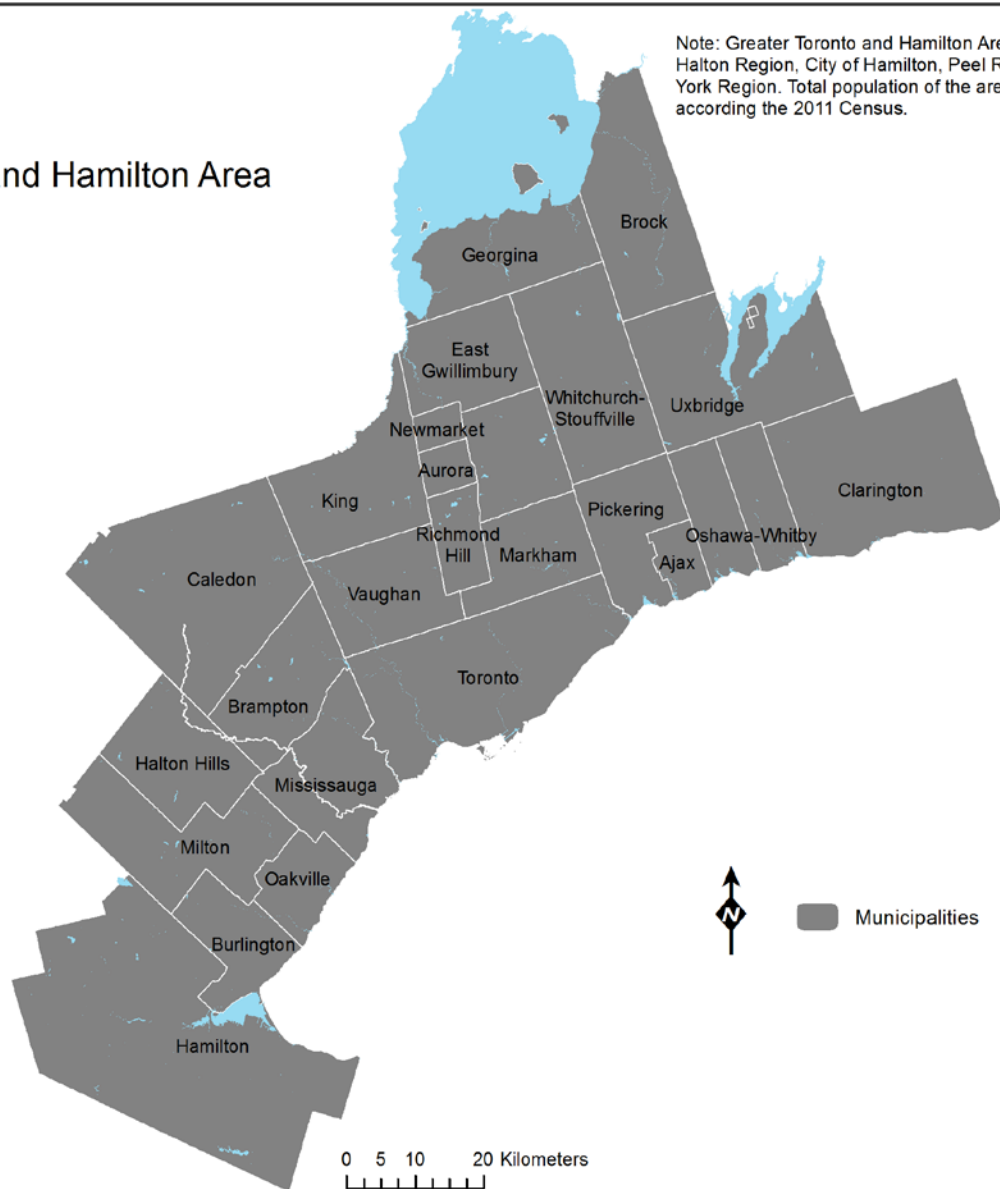 Note: Greater Toronto and Hamilton
Halton Region, City of Hamilton, Peel
York Region. Total population of the
according the 2011 Census.
and Hamilton Area
Brock
Georgina
East
Gwillimbury
Whitchurch-
Stouffville
Uxbridge
Newmarket
Aurora
King
Clarington
Pickering
Richmond
Hill
Markham
Oshawa-Whitby
Ajax
Caledon
Vaughan
Toronto
Brampton
Halton Hills
Mississauga
Milton
Oakville
N
Municipalities
Burlington
Hamilton
0 5 10 20 Kilometers